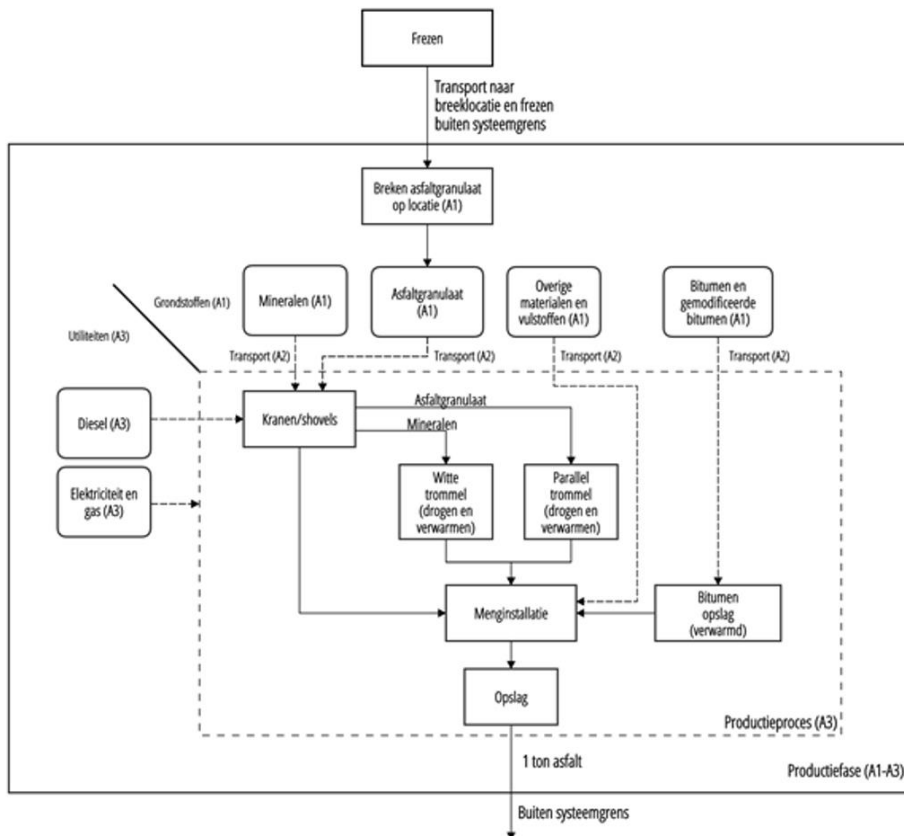 Frezen
Transport naar
breeklocatie en frezen
buiten systeemgrens
Breken asfaltgranulaat
op locatie (A1)
Grondstoffen (A1)
Utiliteiten (A3)
Mineralen (A1)
Asfaltgranulaat
(A1)
Overige
materialen en
vulstoffen (A1)
Bitumen en
gemodificeerde
bitumen (A1)
Transport (A2)
Transport (A2)
Transport (A2)
Transport (A2)
Diesel (A3)
Elektriciteit en
gas (A3)
Kranen/shovels
Asfaltgranulaat
Mineralen
Witte
trommel
(drogen en
verwarmen)
Parallel
trommel
(drogen en
verwarmen)
Menginstallatie
Bitumen
opslag
(verwarmd)
Opslag
Productieproces (A3)
1 ton asfalt
Productiefase (A1-A3)
Buiten systeemgrens